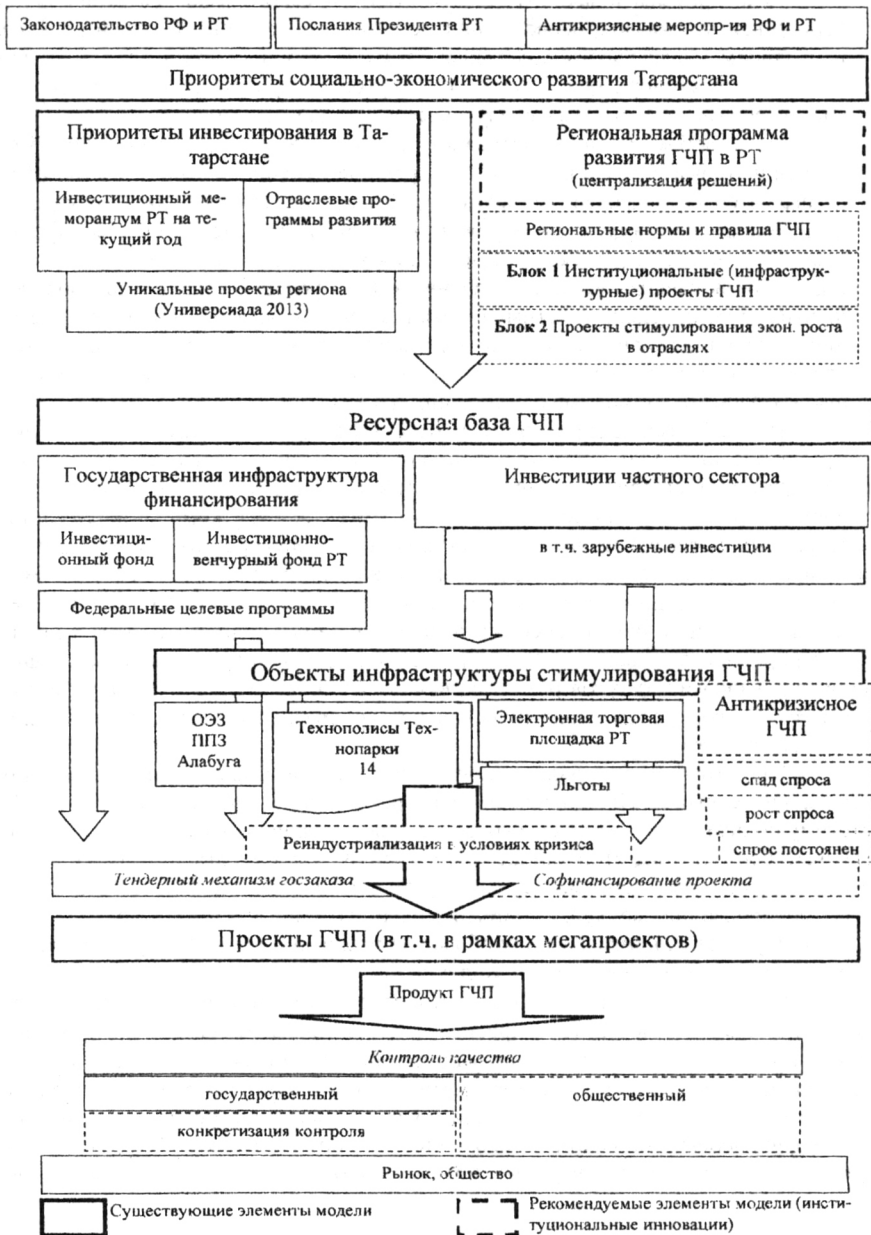 Законодательство РФ и РТ
Послания Президента РТ
Антикризисные меропр-ия РФ и РТ
Приоритеты социально-экономического развития Татарстана
Приоритеты инвестирования в Та-
тарстане
Инвестиционный ме-
морандум РТ на те-
кущий год
Отраслевые про-
граммы развития
Уникальные проекты региона
(Универсиада 2013)
Региональная программа
развития ГЧП в РТ
(централизация решений)
Региональные нормы и правила ГЧП
Блок 1 Институциональные (инфраструк-
турные) проекты ГЧП
Блок 2 Проекты стимулирования экон. роста
в отраслях
Ресурсная база ГЧП
Государственная инфраструктура
финансирования
Инвестици-
онный фонд
Инвестиционно-
венчурный фонд РТ
Федеральные целевые программы
Инвестиции частного сектора
в т.ч. зарубежные инвестиции
Объекты инфраструктуры стимулирования ГЧП
ОЭЗ
ППЗ
Алабуга
Технополисы Тех-
нопарки
14
Электронная торговая
площадка РТ
Льготы
Антикризисное
ГЧП
спад спроса
рост спроса
спрос постоянен
Реиндустриализация в условиях кризиса
Тендерный механизм госзаказа
Софинансирование проекта
Проекты ГЧП (в т.ч. в рамках мегапроектов)
Продукт ГЧП
Контроль качества
государственный
общественный
конкретизация контроля
Рынок, общество
Существующие элементы модели
Рекомендуемые элементы модели (инсти-
туциональные инновации)